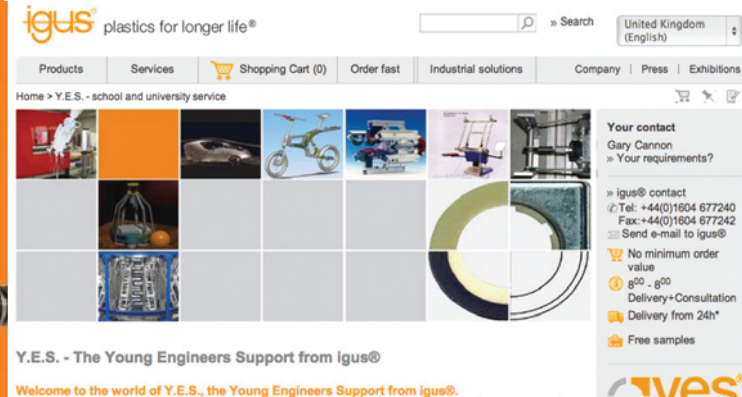 igus® plastics for longer life®
» Search
United Kingdom
(English)
Products Services Shopping Cart (0) Order fast Industrial solutions Company | Press | Exhibitions
Home > Y.E.S. - school and university service
Your contact
Gary Cannon
» Your requirements?
» igus® contact
Tel: +44(0)1604 677240
Fax:+44(0)1604 677242
Send e-mail to igus®
No minimum order
value
8⁰⁰ - 8⁰⁰
Delivery+Consultation
Delivery from 24h*
Free samples
Y.E.S. - The Young Engineers Support from igus®
yes®
Welcome to the world of Y.E.S., the Young Engineers Support from igus®.